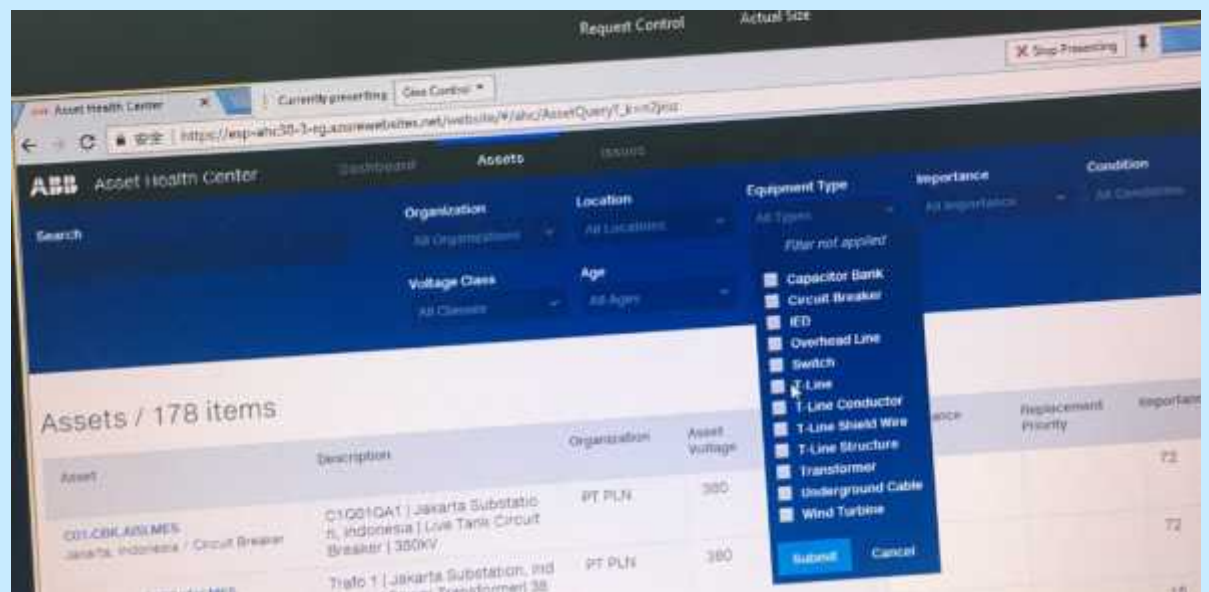 Request Control
Actual Size
Stop Presenting
Asset Health Center
Currently presenting
Give Control
安全
ABB Asset Health Center
Dashboard
Assets
Issues
Search
Organization
All Organizations
Location
All Locations
Equipment Type
All Types
Importance
All Importance
Condition
All Conditions
Filter not applied
Voltage Class
All Classes
Age
All Ages
Capacitor Bank
Circuit Breaker
IED
Overhead Line
Switch
T-Line
T-Line Conductor
T-Line Shield Wire
T-Line Structure
Transformer
Underground Cable
Wind Turbine
Submit
Cancel
Assets / 178 items
Asset
Description
Organization
Asset Voltage
Replacement Priority
Jakarta, Indonesia / Circuit Breaker
C1Q01QA1 | Jakarta Substatio
n, Indonesia | Live Tank Circuit
Breaker | 380kV
PT PLN
380
72
Trafo 1 | Jakarta Substation, Ind
PT PLN
380
72